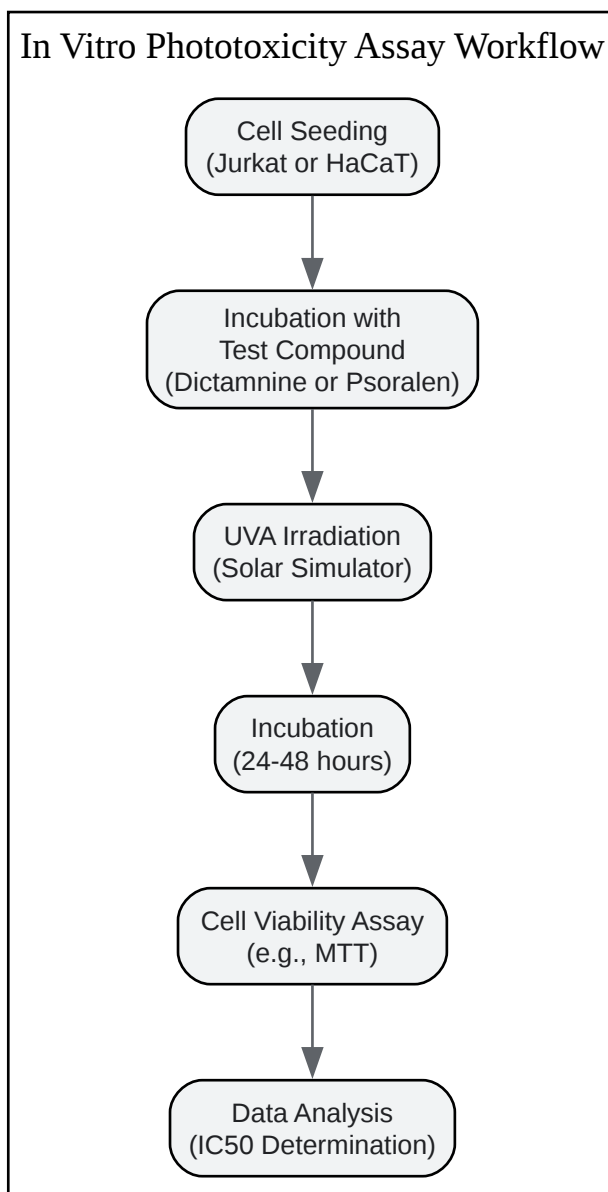 In Vitro Phototoxicity Assay Workflow
Cell Seeding
(Jurkat or HaCaT)
Incubation with
Test Compound
(Dictamnine or Psoralen)
UVA Irradiation
(Solar Simulator)
Incubation
(24-48 hours)
Cell Viability Assay
(e.g., MTT)
Data Analysis
(IC50 Determination)